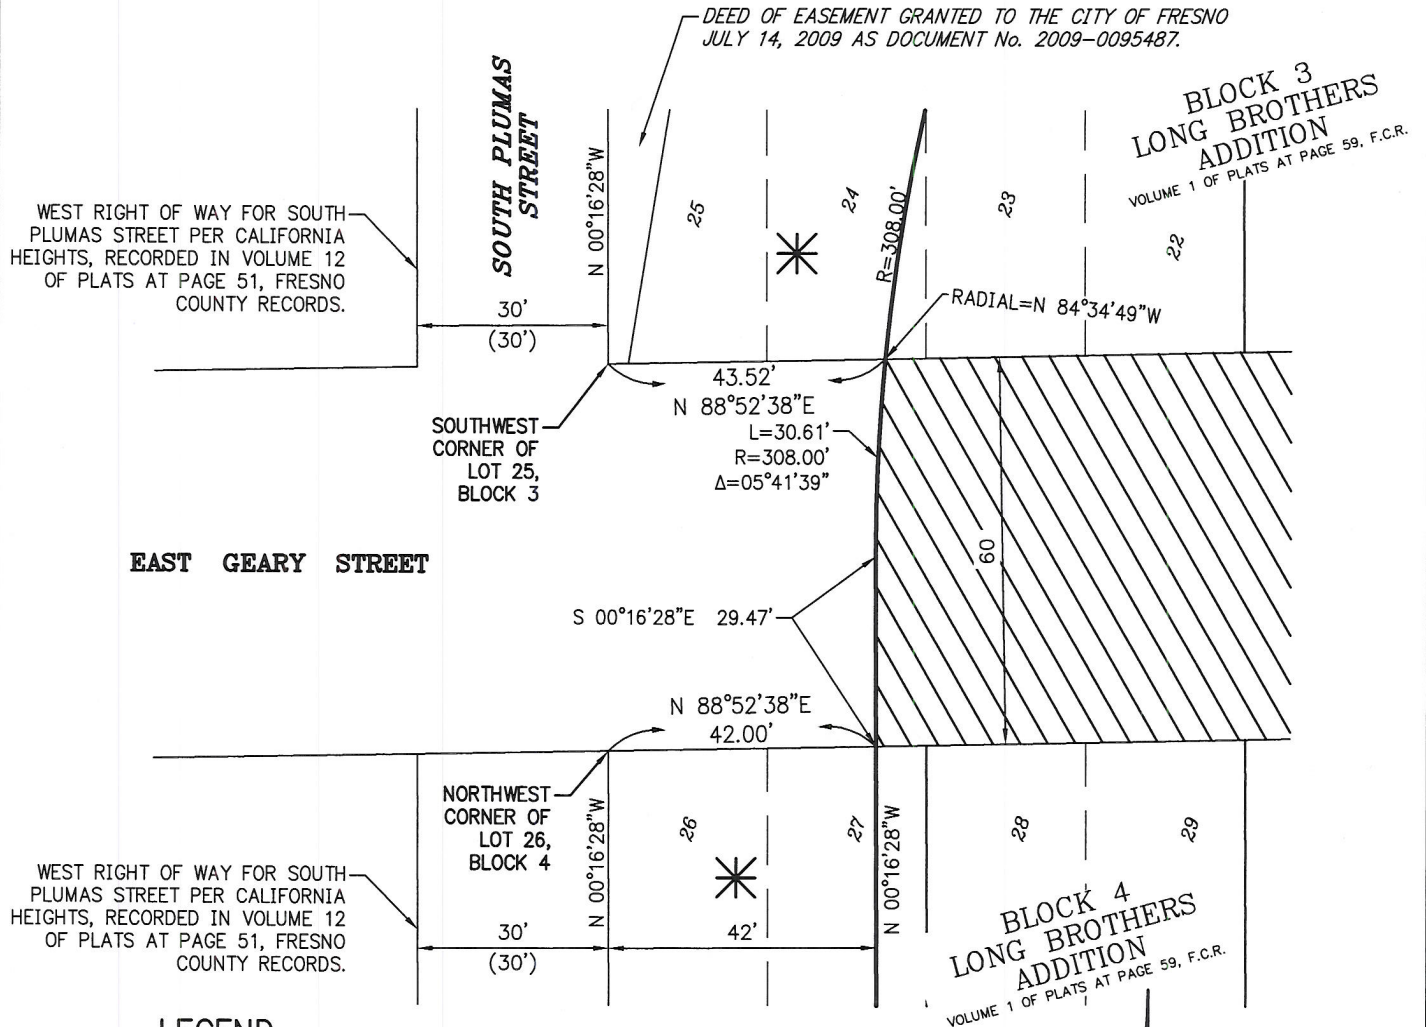 DEED OF EASEMENT GRANTED TO THE CITY OF FRESNO
JULY 14, 2009 AS DOCUMENT No. 2009-0095487.
BLOCK 3
LONG BROTHERS
ADDITION
VOLUME 1 OF PLATS AT PAGE 59, F.C.R.
SOUTH PLUMAS
STREET
N 00°16'28"W
WEST RIGHT OF WAY FOR SOUTH
PLUMAS STREET PER CALIFORNIA
HEIGHTS, RECORDED IN VOLUME 12
OF PLATS AT PAGE 51, FRESNO
COUNTY RECORDS.
25
24
23
22
R=308.00'
30'
(30')
RADIAL=N 84°34'49"W
43.52'
N 88°52'38"E
L=30.61'
R=308.00'
Δ=05°41'39"
SOUTHWEST
CORNER OF
LOT 25,
BLOCK 3
EAST GEARY STREET
60
S 00°16'28"E 29.47'
N 88°52'38"E
42.00'
NORTHWEST
CORNER OF
LOT 26,
BLOCK 4
N 00°16'28"W
26
27
N 00°16'28"W
28
29
WEST RIGHT OF WAY FOR SOUTH
PLUMAS STREET PER CALIFORNIA
HEIGHTS, RECORDED IN VOLUME 12
OF PLATS AT PAGE 51, FRESNO
COUNTY RECORDS.
30'
(30')
42'
BLOCK 4
LONG BROTHERS
ADDITION
VOLUME 1 OF PLATS AT PAGE 59, F.C.R.
LEGEND